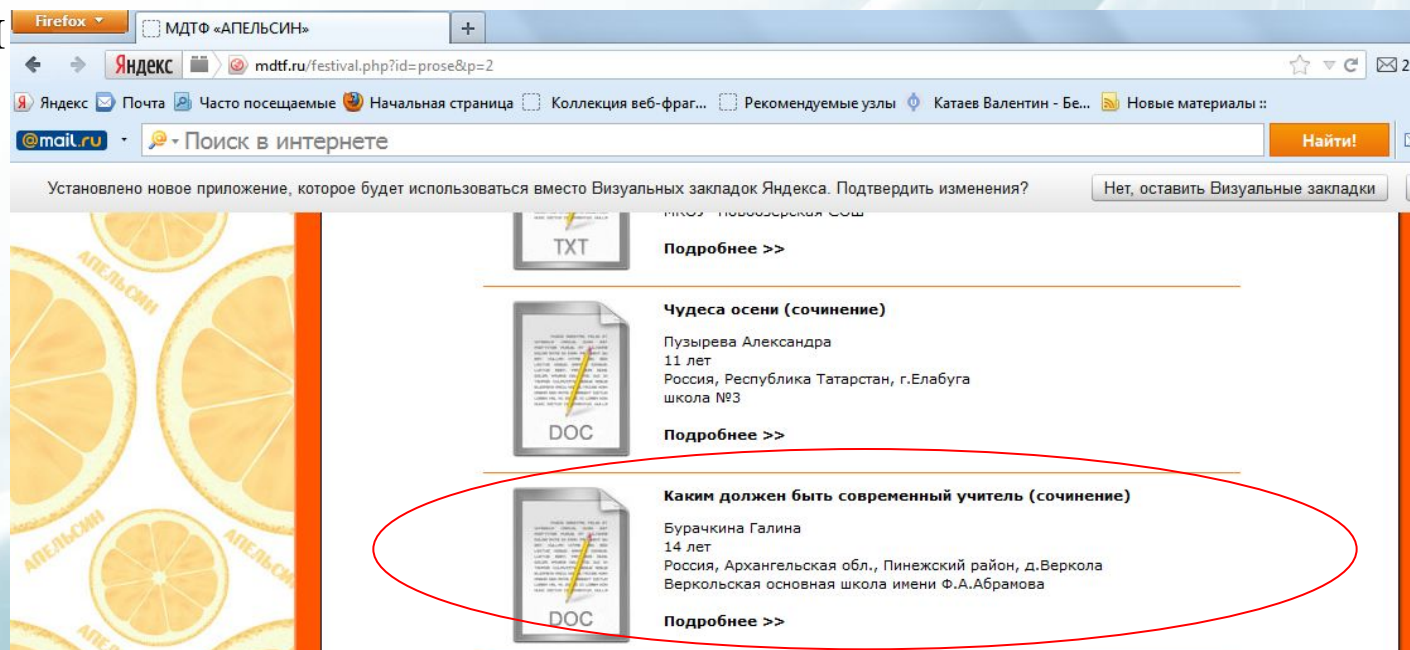 Firefox
МДТФ «АПЕЛЬСИН»
Яндекс mdtf.ru/festival.php?id=prose&p=2
Яндекс Почта Часто посещаемые Начальная страница Коллекция веб-фраг... Рекомендуемые узлы Катаев Валентин - Бе... Новые материалы ::
@mail.ru Поиск в интернете Найти!
Установлено новое приложение, которое будет использоваться вместо Визуальных закладок Яндекса. Подтвердить изменения? Нет, оставить Визуальные закладки
TXT
Подробнее >>
Чудеса осени (сочинение)
Пузырева Александра
11 лет
Россия, Республика Татарстан, г.Елабуга
школа №3
DOC
Подробнее >>
Каким должен быть современный учитель (сочинение)
Бурачкина Галина
14 лет
Россия, Архангельская обл., Пинежский район, д.Веркола
Веркольская основная школа имени Ф.А.Абрамова
DOC
Подробнее >>
АПЕЛЬСИН
АПЕЛЬСИН
АПЕЛЬСИН